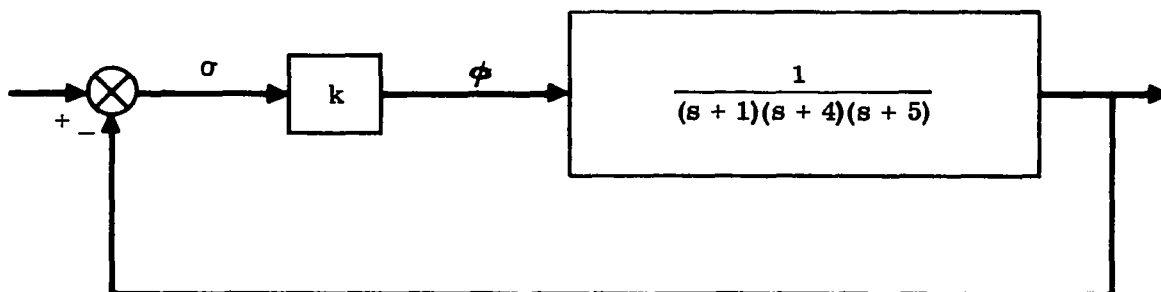 σ
k
ϕ
1
(s + 1)(s + 4)(s + 5)
+ −